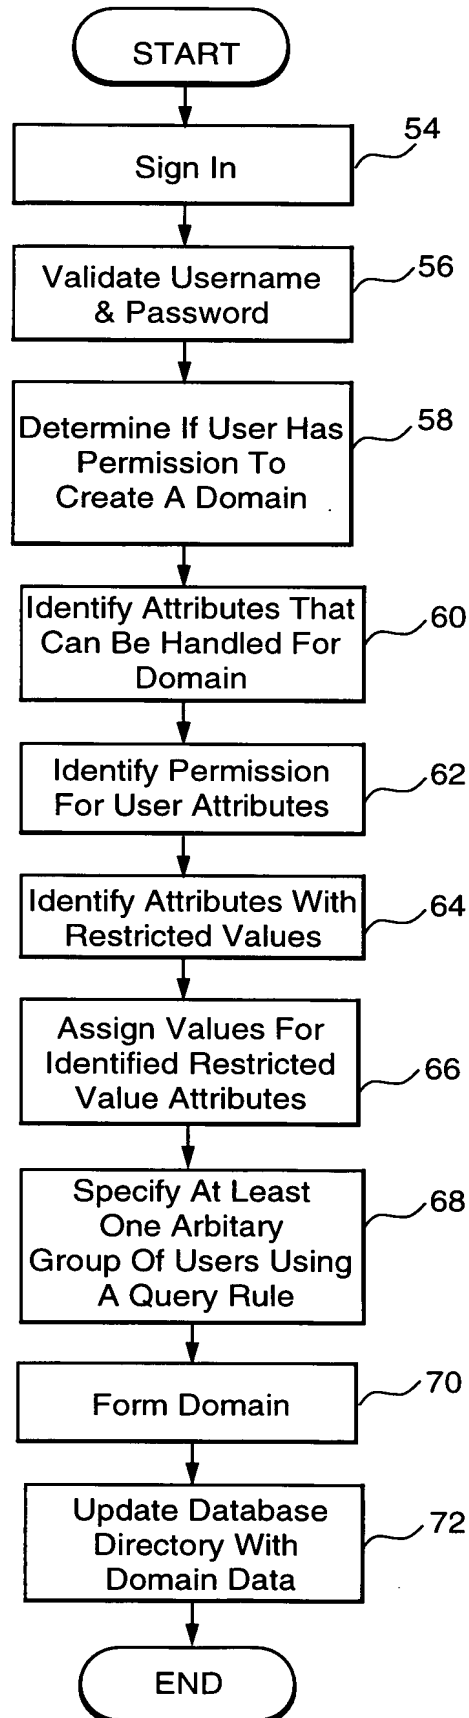 START
54
Sign In
56
Validate Username
& Password
58
Determine If User Has
Permission To
Create A Domain
60
Identify Attributes That
Can Be Handled For
Domain
62
Identify Permission
For User Attributes
64
Identify Attributes With
Restricted Values
66
Assign Values For
Identified Restricted
Value Attributes
68
Specify At Least
One Arbitary
Group Of Users Using
A Query Rule
70
Form Domain
72
Update Database
Directory With
Domain Data
END